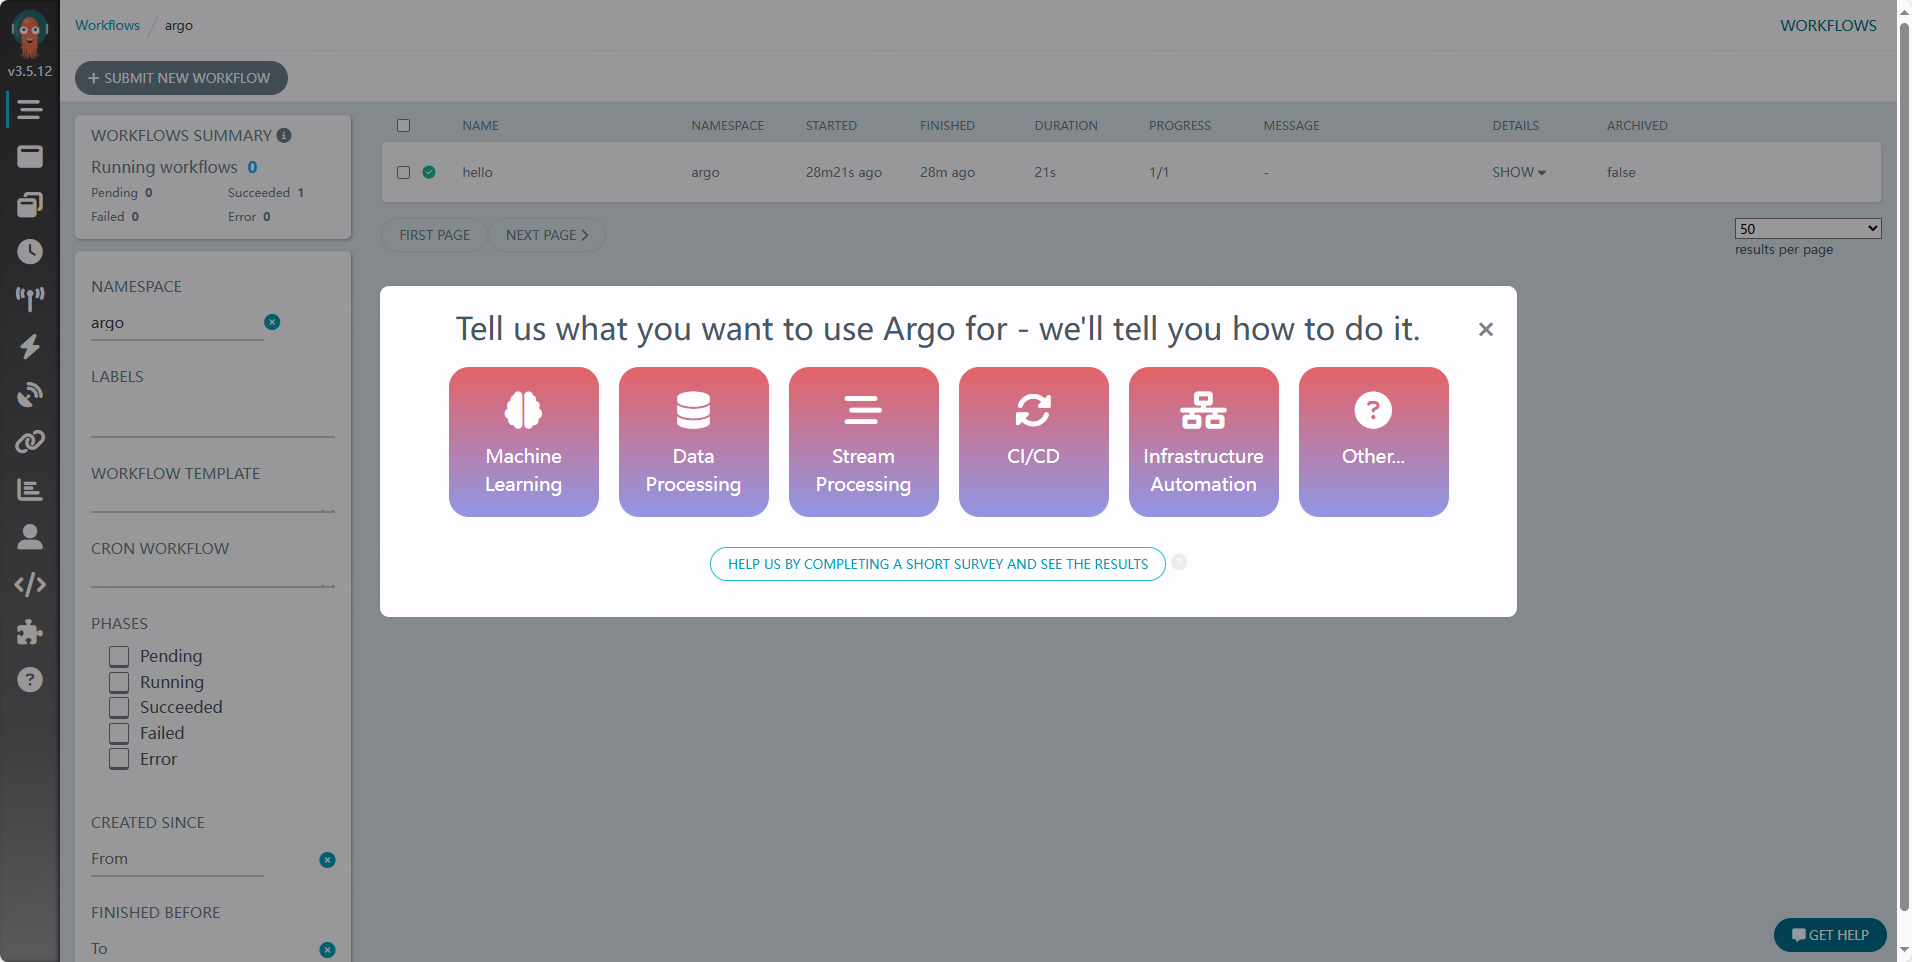 v3.5.12
Workflows / argo
WORKFLOWS
+ SUBMIT NEW WORKFLOW
WORKFLOWS SUMMARY
Running workflows 0
Pending 0 Succeeded 1
Failed 0 Error 0
NAMESPACE
argo
LABELS
WORKFLOW TEMPLATE
CRON WORKFLOW
PHASES
Pending
Running
Succeeded
Failed
Error
CREATED SINCE
From
FINISHED BEFORE
To
NAME NAMESPACE STARTED FINISHED DURATION PROGRESS MESSAGE DETAILS ARCHIVED
hello argo 28m21s ago 28m ago 21s 1/1 - SHOW false
FIRST PAGE NEXT PAGE
50
results per page
Tell us what you want to use Argo for - we'll tell you how to do it.
Machine
Learning
Data
Processing
Stream
Processing
CI/CD
Infrastructure
Automation
Other...
HELP US BY COMPLETING A SHORT SURVEY AND SEE THE RESULTS
GET HELP